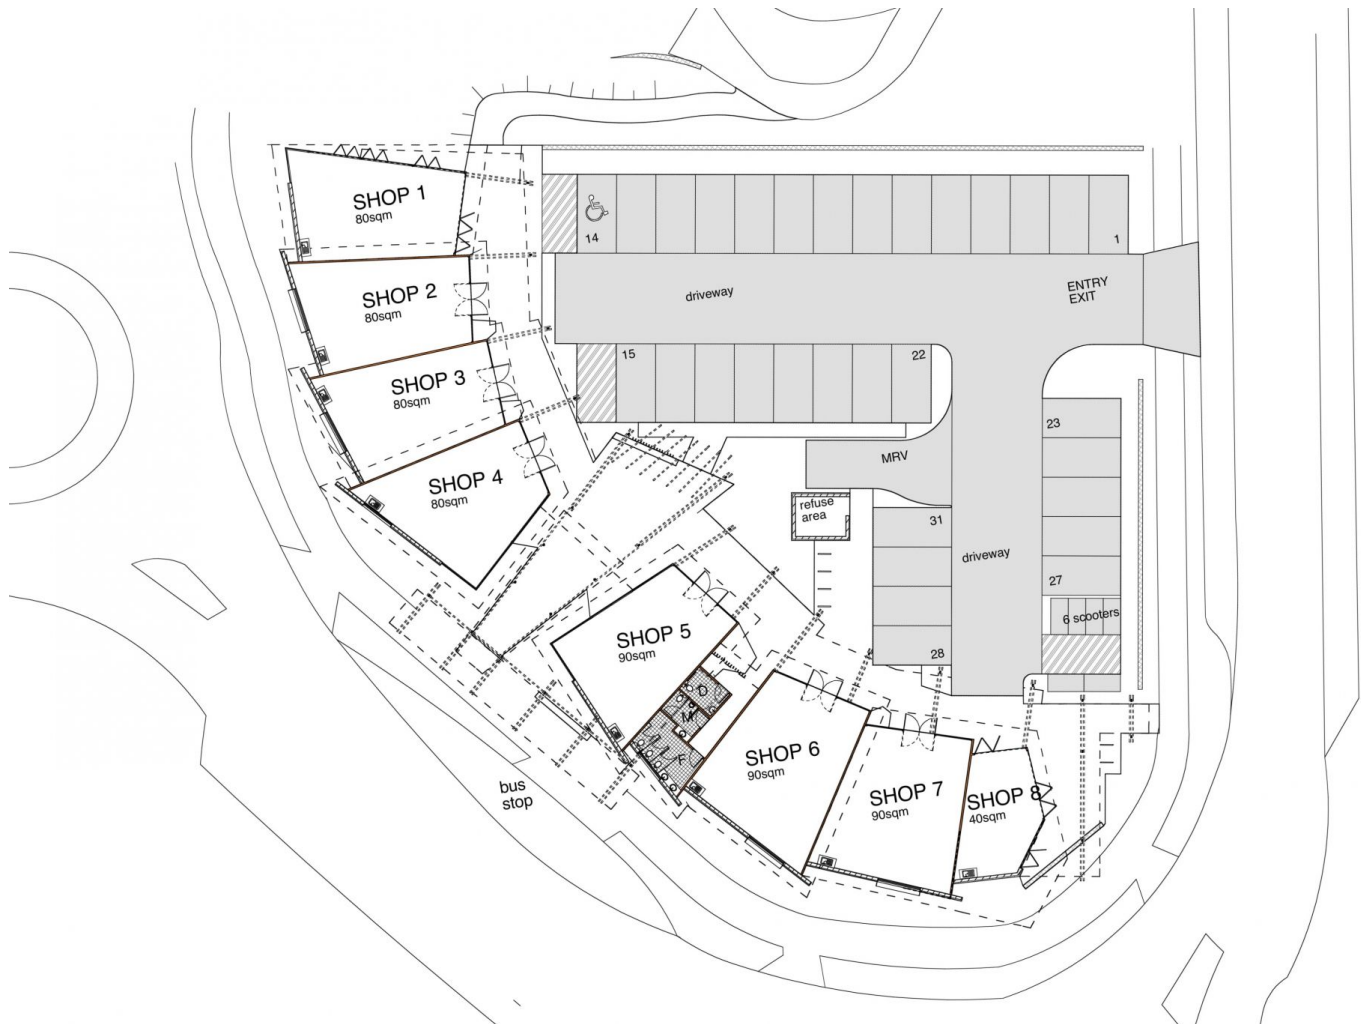 SHOP 1
80sqm
14
1
SHOP 2
80sqm
driveway
ENTRY
EXIT
SHOP 3
80sqm
15
22
23
SHOP 4
80sqm
MRV
refuse
area
31
driveway
27
6 scooters
SHOP 5
90sqm
28
D
M
F
SHOP 6
90sqm
SHOP 7
90sqm
SHOP 8
40sqm
bus
stop